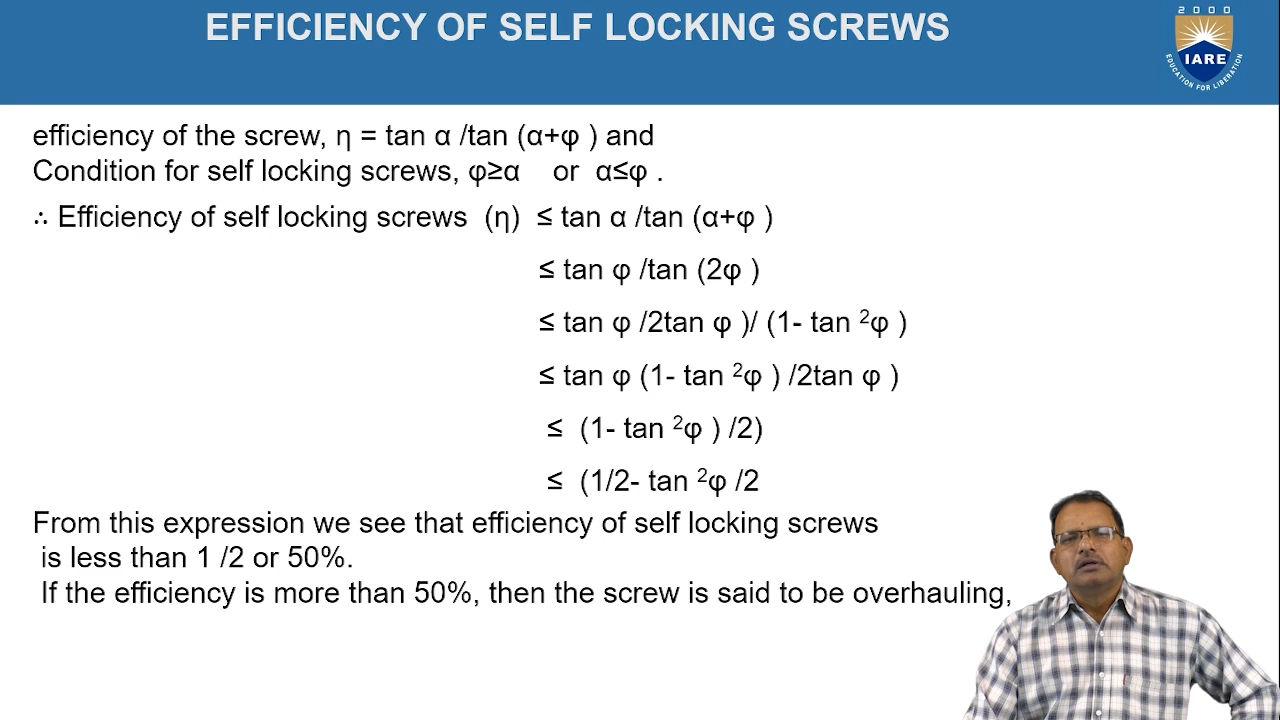 EFFICIENCY OF SELF LOCKING SCREWS
2 0 0 0
IARE
EDUCATION FOR LIBERATION
efficiency of the screw, η = tan α /tan (α+φ ) and
Condition for self locking screws, φ≥α or α≤φ .
∴ Efficiency of self locking screws (η) ≤ tan α /tan (α+φ )
≤ tan φ /tan (2φ )
≤ tan φ /2tan φ )/ (1- tan ²φ )
≤ tan φ (1- tan ²φ ) /2tan φ )
≤ (1- tan ²φ ) /2)
≤ (1/2- tan ²φ /2
From this expression we see that efficiency of self locking screws
is less than 1 /2 or 50%.
If the efficiency is more than 50%, then the screw is said to be overhauling,